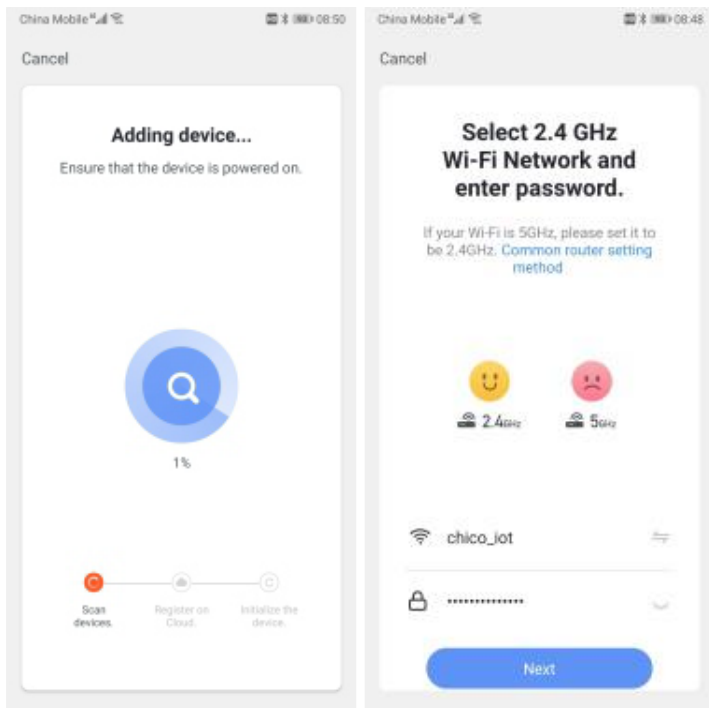 China Mobile
08:50
Cancel
Adding device...
Ensure that the device is powered on.
1%
Scan
devices.
Register on
Cloud.
Initialize the
device.
China Mobile
08:48
Cancel
Select 2.4 GHz
Wi-Fi Network and
enter password.
If your Wi-Fi is 5GHz, please set it to
be 2.4GHz. Common router setting
method
2.4GHz
5GHz
chico_iot
Next